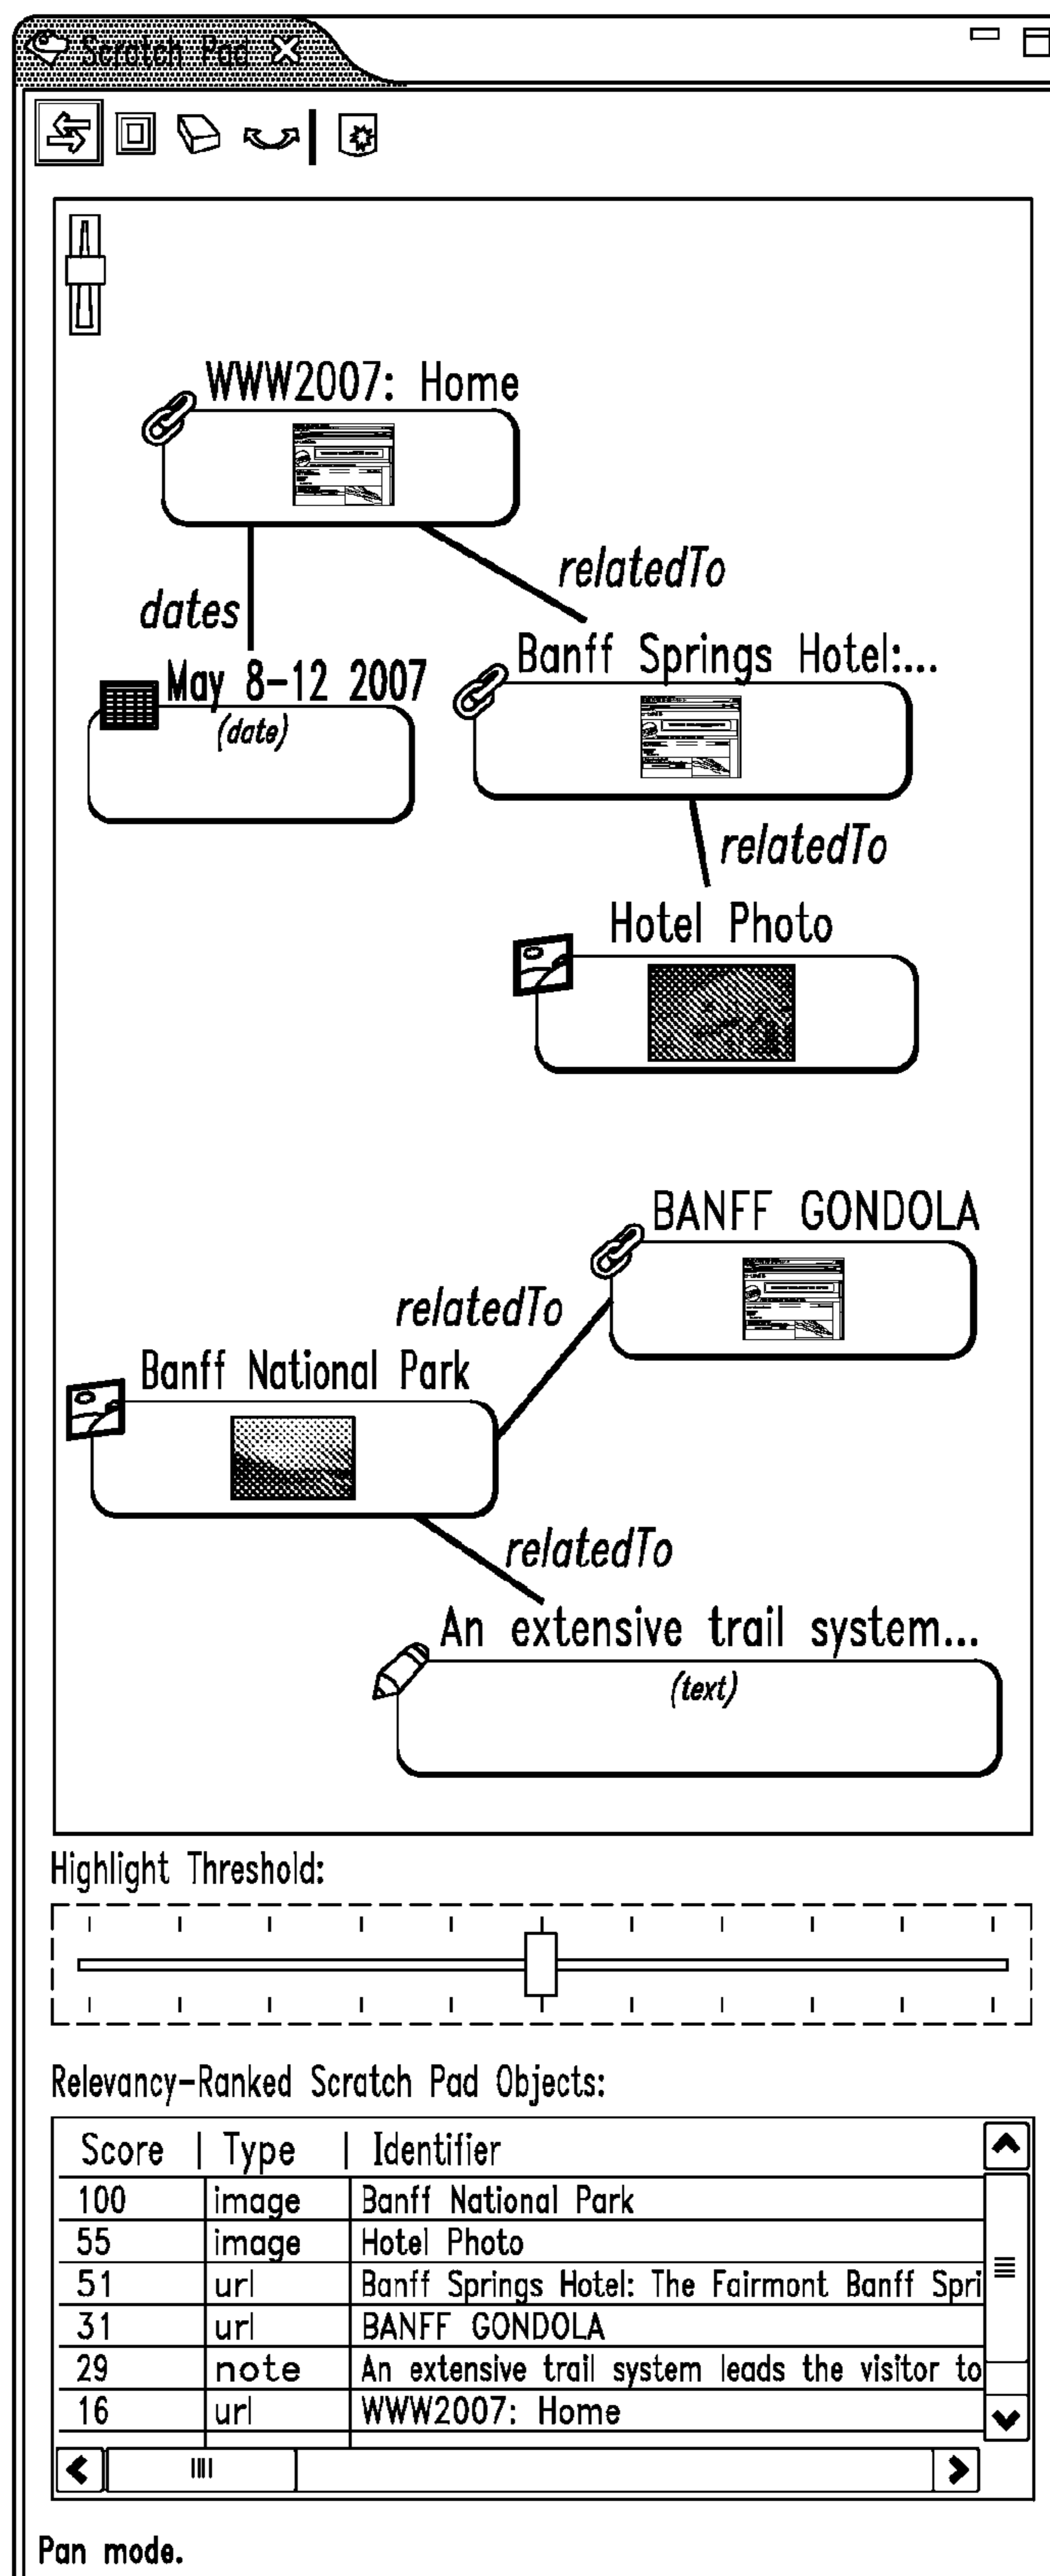 Scratch Pad
WWW2007: Home
relatedTo
dates
Banff Springs Hotel:...
May 8-12 2007
(date)
relatedTo
Hotel Photo
BANFF GONDOLA
relatedTo
Banff National Park
relatedTo
An extensive trail system...
(text)
Highlight Threshold:
Relevancy-Ranked Scratch Pad Objects:
Score | Type | Identifier
100 image Banff National Park
55 image Hotel Photo
51 url Banff Springs Hotel: The Fairmont Banff Spri
31 url BANFF GONDOLA
29 note An extensive trail system leads the visitor to
16 url WWW2007: Home
Pan mode.